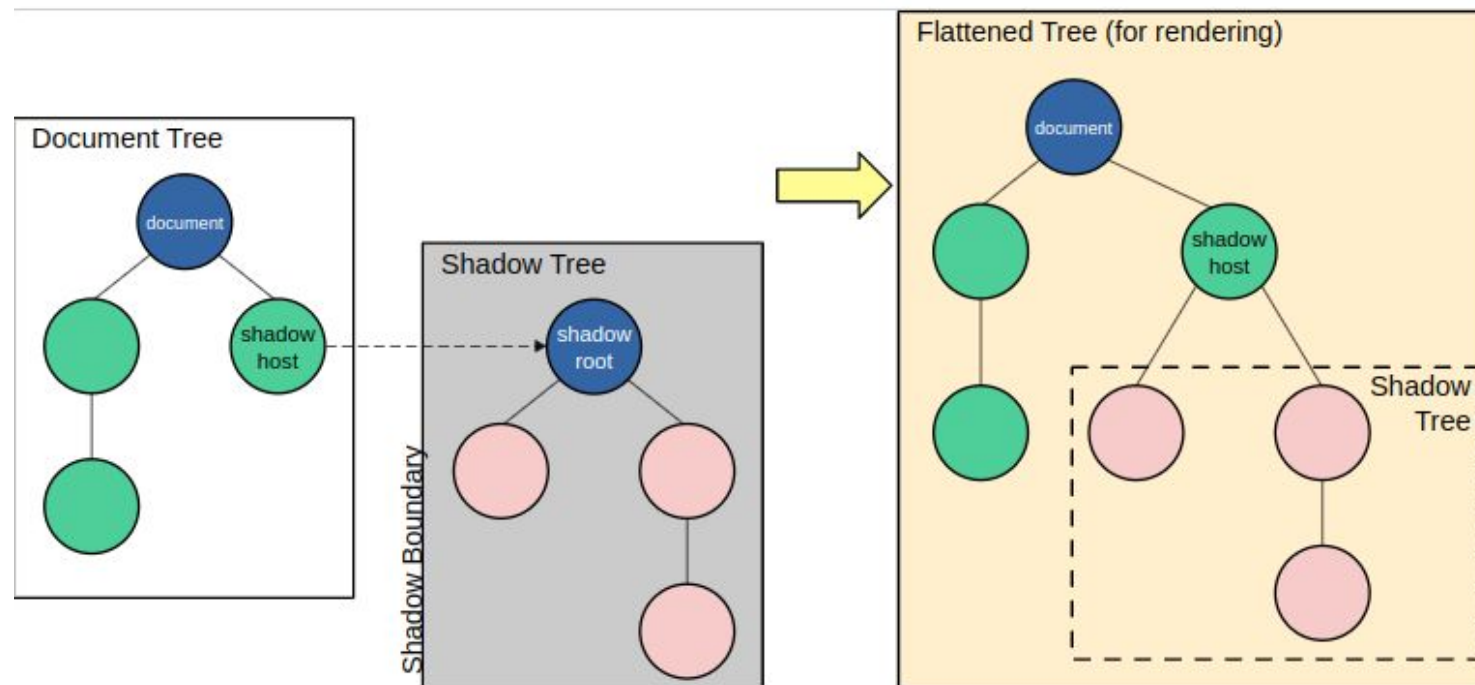 Document Tree
document
shadow
host
Shadow Tree
shadow
root
Shadow Boundary
Flattened Tree (for rendering)
document
shadow
host
Shadow
Tree